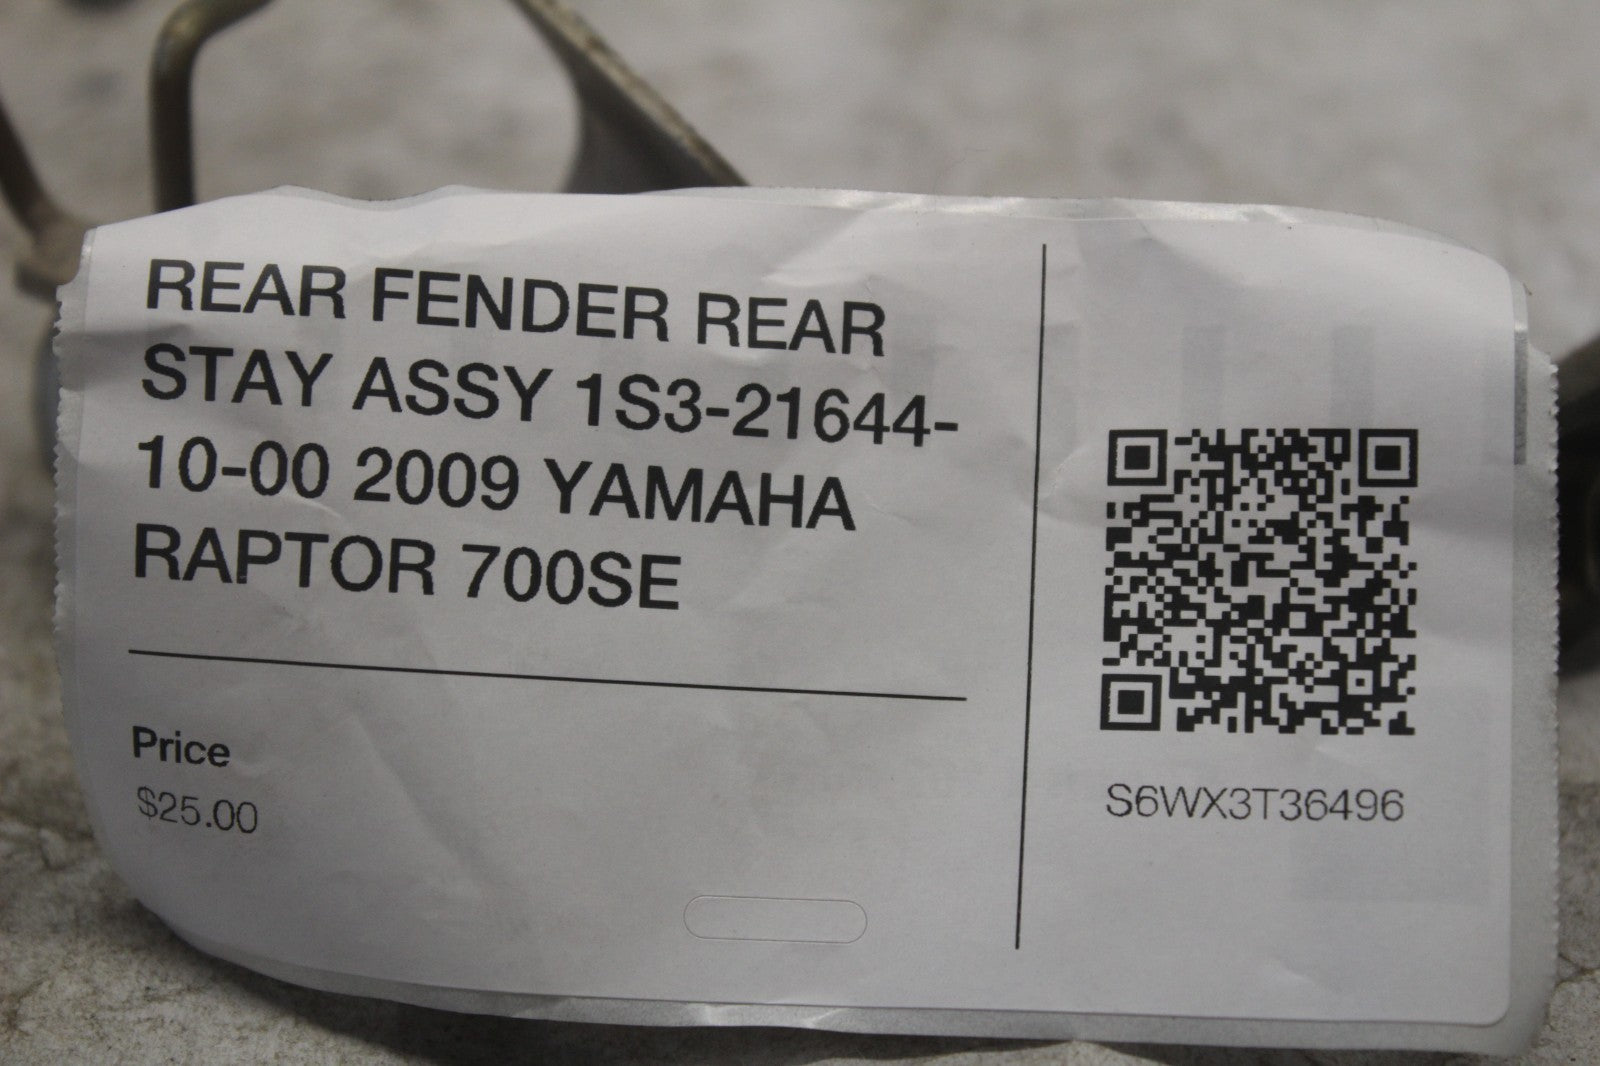 REAR FENDER REAR
STAY ASSY 1S3-21644-
10-00 2009 YAMAHA
RAPTOR 700SE
Price
$25.00
S6WX3T36496